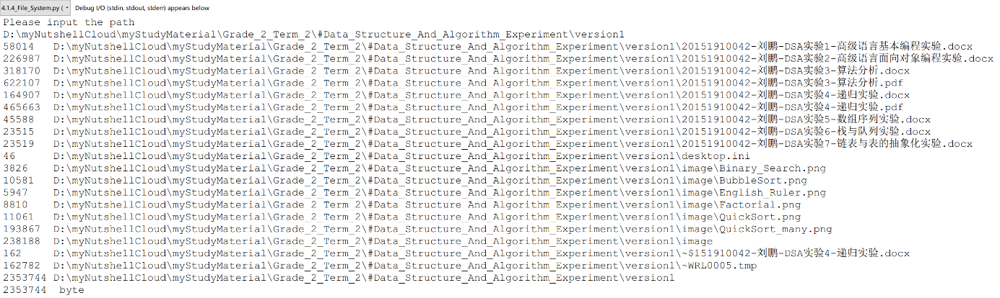 4.1.4_File_System.py ( Debug I/O (stdin, stdout, stderr) appears below
Please input the path
D:\myNutshellCloud\myStudyMaterial\Grade_2_Term_2\#Data_Structure_And_Algorithm_Experiment\version1
58014 D:\myNutshellCloud\myStudyMaterial\Grade_2_Term_2\#Data_Structure_And_Algorithm_Experiment\version1\20151910042-刘鹏-DSA实验1-高级语言基本编程实验.docx
226987 D:\myNutshellCloud\myStudyMaterial\Grade_2_Term_2\#Data_Structure_And_Algorithm_Experiment\version1\20151910042-刘鹏-DSA实验2-高级语言面向对象编程实验.docx
318170 D:\myNutshellCloud\myStudyMaterial\Grade_2_Term_2\#Data_Structure_And_Algorithm_Experiment\version1\20151910042-刘鹏-DSA实验3-算法分析.docx
622107 D:\myNutshellCloud\myStudyMaterial\Grade_2_Term_2\#Data_Structure_And_Algorithm_Experiment\version1\20151910042-刘鹏-DSA实验3-算法分析.pdf
164907 D:\myNutshellCloud\myStudyMaterial\Grade_2_Term_2\#Data_Structure_And_Algorithm_Experiment\version1\20151910042-刘鹏-DSA实验4-递归实验.docx
465663 D:\myNutshellCloud\myStudyMaterial\Grade_2_Term_2\#Data_Structure_And_Algorithm_Experiment\version1\20151910042-刘鹏-DSA实验4-递归实验.pdf
45588 D:\myNutshellCloud\myStudyMaterial\Grade_2_Term_2\#Data_Structure_And_Algorithm_Experiment\version1\20151910042-刘鹏-DSA实验5-数组序列实验.docx
23515 D:\myNutshellCloud\myStudyMaterial\Grade_2_Term_2\#Data_Structure_And_Algorithm_Experiment\version1\20151910042-刘鹏-DSA实验6-栈与队列实验.docx
23519 D:\myNutshellCloud\myStudyMaterial\Grade_2_Term_2\#Data_Structure_And_Algorithm_Experiment\version1\20151910042-刘鹏-DSA实验7-链表与表的抽象化实验.docx
46 D:\myNutshellCloud\myStudyMaterial\Grade_2_Term_2\#Data_Structure_And_Algorithm_Experiment\version1\desktop.ini
3826 D:\myNutshellCloud\myStudyMaterial\Grade_2_Term_2\#Data_Structure_And_Algorithm_Experiment\version1\image\Binary_Search.png
10581 D:\myNutshellCloud\myStudyMaterial\Grade_2_Term_2\#Data_Structure_And_Algorithm_Experiment\version1\image\BubbleSort.png
5947 D:\myNutshellCloud\myStudyMaterial\Grade_2_Term_2\#Data_Structure_And_Algorithm_Experiment\version1\image\English_Ruler.png
8810 D:\myNutshellCloud\myStudyMaterial\Grade_2_Term_2\#Data_Structure_And_Algorithm_Experiment\version1\image\Factorial.png
11061 D:\myNutshellCloud\myStudyMaterial\Grade_2_Term_2\#Data_Structure_And_Algorithm_Experiment\version1\image\QuickSort.png
193867 D:\myNutshellCloud\myStudyMaterial\Grade_2_Term_2\#Data_Structure_And_Algorithm_Experiment\version1\image\QuickSort_many.png
238188 D:\myNutshellCloud\myStudyMaterial\Grade_2_Term_2\#Data_Structure_And_Algorithm_Experiment\version1\image
162 D:\myNutshellCloud\myStudyMaterial\Grade_2_Term_2\#Data_Structure_And_Algorithm_Experiment\version1\~$151910042-刘鹏-DSA实验4-递归实验.docx
162782 D:\myNutshellCloud\myStudyMaterial\Grade_2_Term_2\#Data_Structure_And_Algorithm_Experiment\version1\~WRL0005.tmp
2353744 D:\myNutshellCloud\myStudyMaterial\Grade_2_Term_2\#Data_Structure_And_Algorithm_Experiment\version1
2353744 byte